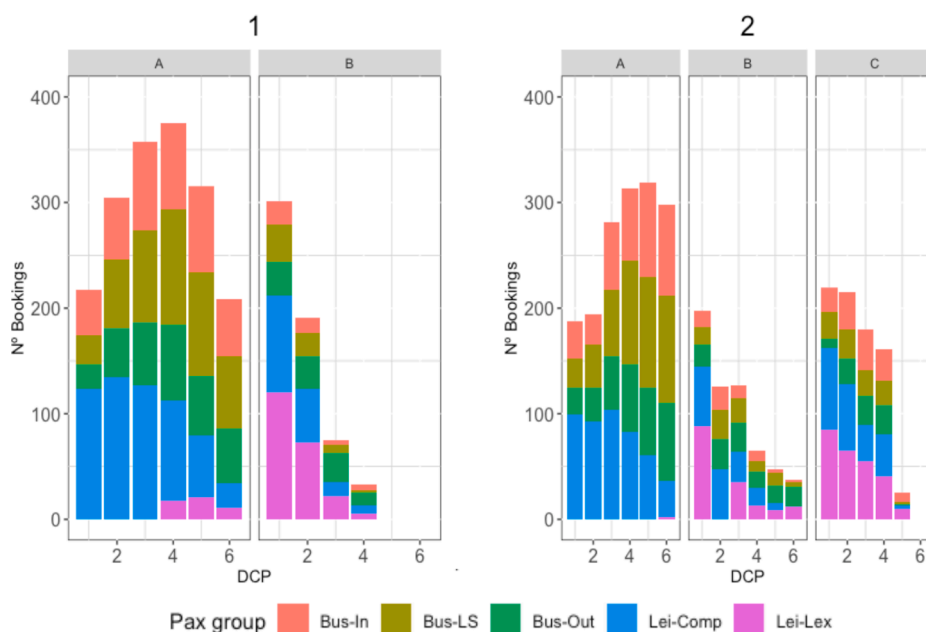 1
2
A
B
A
B
C
400
300
200
100
0
Nº Bookings
2
4
6
2
4
6
DCP
400
300
200
100
0
Nº Bookings
2
4
6
2
4
6
2
4
6
DCP
Pax group
Bus-In
Bus-LS
Bus-Out
Lei-Comp
Lei-Lex